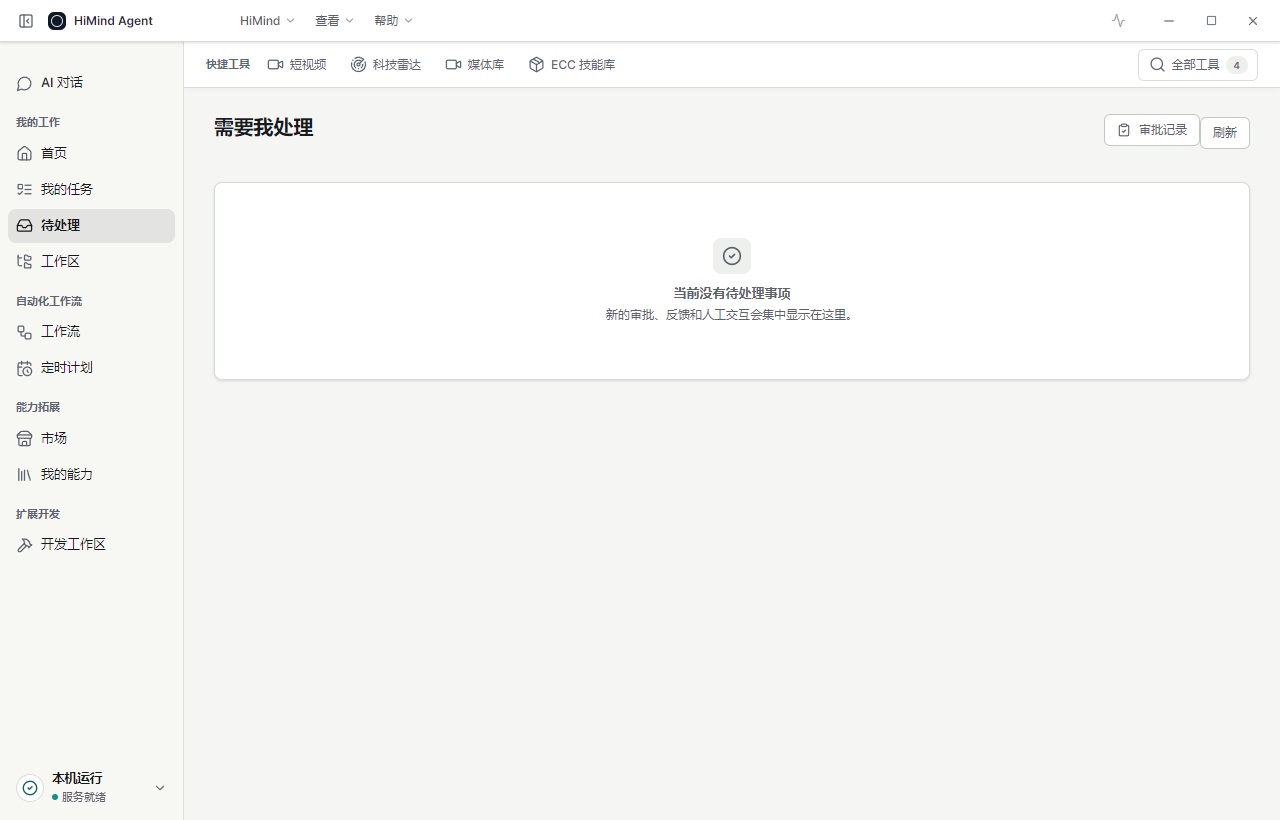 HiMind Agent
HiMind 查看 帮助
快捷工具 短视频 科技雷达 媒体库 ECC 技能库 全部工具 4
AI 对话
我的工作
首页
我的任务
待处理
工作区
自动化工作流
工作流
定时计划
能力拓展
市场
我的能力
扩展开发
开发工作区
本机运行
服务就绪
需要我处理
审批记录 刷新
当前没有待处理事项
新的审批、反馈和人工交互会集中显示在这里。